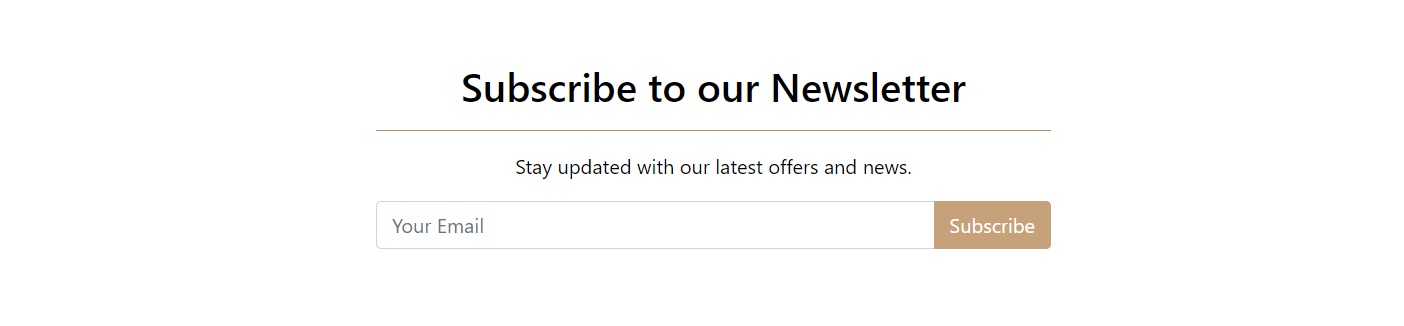 Subscribe to our Newsletter
Stay updated with our latest offers and news.
Your Email
Subscribe